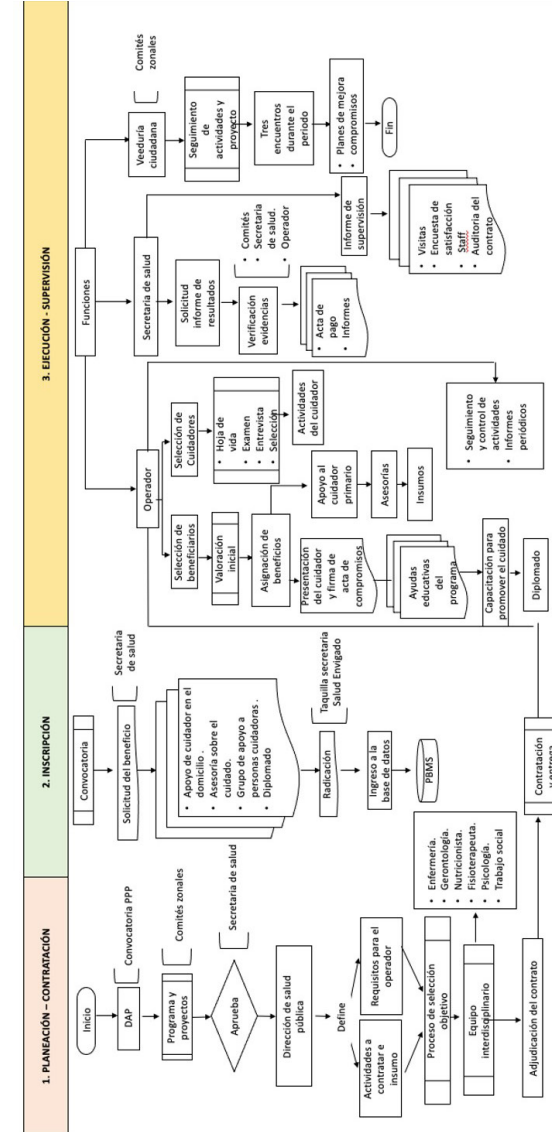 1. PLANEACIÓN – CONTRATACIÓN
Inicio
DAP
Convocatoria PPP
Programa y
proyectos
Comités zonales
Aprueba
Secretaria de salud
Dirección de salud
pública
Define
Actividades a
contratar e
insumo
Requisitos para el
operador
Proceso de selección
objetivo
Equipo
interdisciplinario
• Enfermería.
• Gerontología.
• Nutricionista.
• Fisioterapeuta.
• Psicología.
• Trabajo social
Adjudicación del contrato
2. INSCRIPCIÓN
Convocatoria
Solicitud del beneficio
Secretaria
de salud
• Apoyo de cuidador en el
domicilio .
• Asesoría sobre el
cuidado.
• Grupo de apoyo a
personas cuidadoras .
• Diplomado
Radicación
Taquilla secretaria
Salud Envigado
Ingreso a la
base de datos
PBMS
Contratación
y entrega
3. EJECUCIÓN - SUPERVISIÓN
Funciones
Operador
Selección de
beneficiarios
Valoración
inicial
Asignación de
beneficios
Presentación
del cuidador
y firma de
acta de
compromisos
Ayudas
educativas
del
programa
Capacitación para
promover el cuidado
Diplomado
Apoyo al
cuidador
primario
Asesorías
Insumos
Selección de
Cuidadores
• Hoja de
vida
• Examen
• Entrevista
• Selección
Actividades
del cuidador
• Seguimiento
y control de
actividades
• Informes
periódicos
Secretaria de salud
Solicitud
informe de
resultados
Verificación
evidencias
• Comités
• Secretaria
de salud.
• Operador
• Acta de
pago
• Informes
Informe de
supervisión
• Visitas
• Encuesta de
satisfacción
• Staff
• Auditoria del
contrato
Veeduría
ciudadana
Comités
zonales
Seguimiento
de
actividades y
proyecto
Tres
encuentros
durante el
periodo
• Planes de mejora
• compromisos
Fin